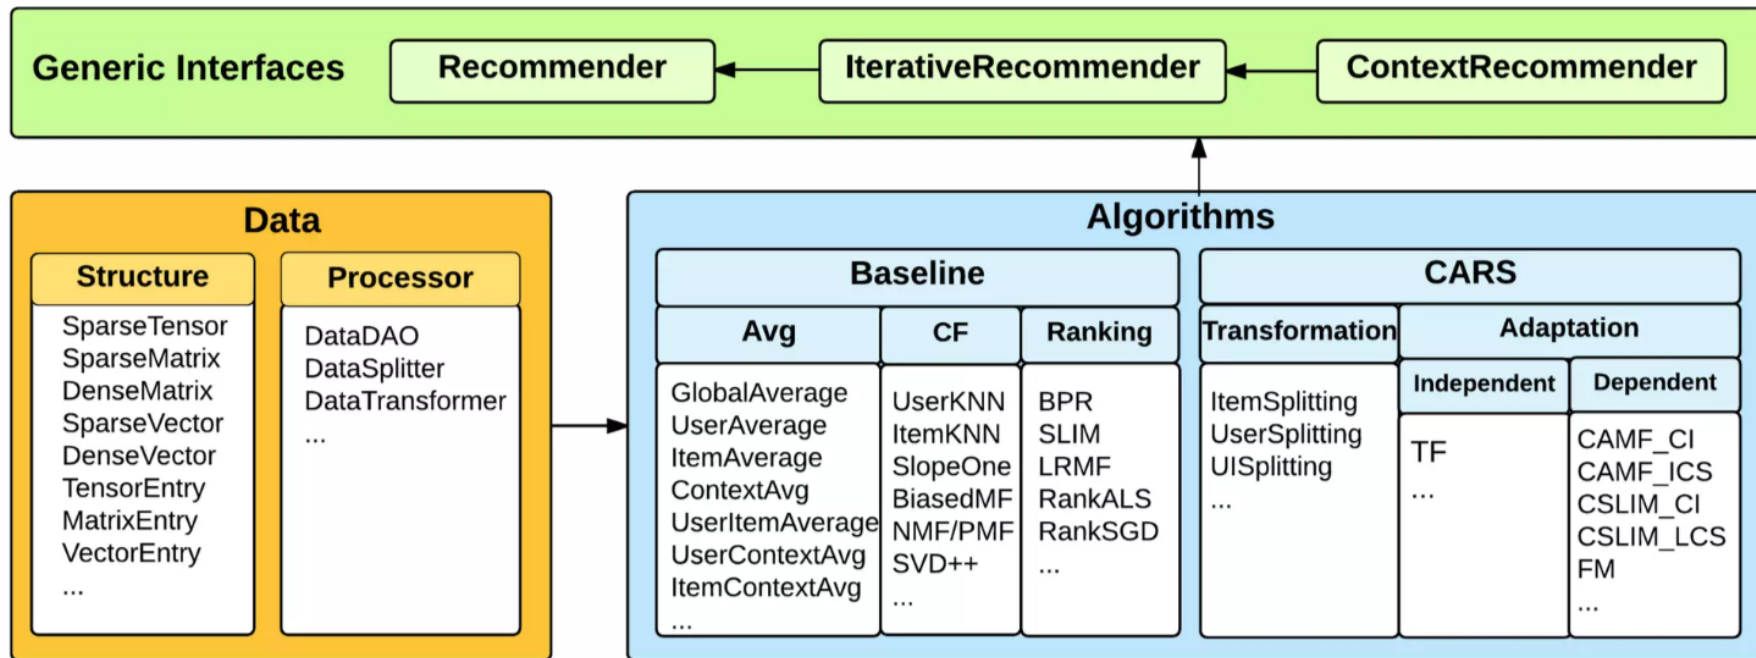 Generic Interfaces
Recommender
IterativeRecommender
ContextRecommender
Data
Structure
SparseTensor
SparseMatrix
DenseMatrix
SparseVector
DenseVector
TensorEntry
MatrixEntry
VectorEntry
...
Processor
DataDAO
DataSplitter
DataTransformer
...
Algorithms
Baseline
Avg
GlobalAverage
UserAverage
ItemAverage
ContextAvg
UserItemAverage
UserContextAvg
ItemContextAvg
...
CF
UserKNN
ItemKNN
SlopeOne
BiasedMF
NMF/PMF
SVD++
...
Ranking
BPR
SLIM
LRMF
RankALS
RankSGD
...
CARS
Transformation
ItemSplitting
UserSplitting
UISplitting
...
Adaptation
Independent
TF
...
Dependent
CAMF_CI
CAMF_ICS
CSLIM_CI
CSLIM_LCS
FM
...